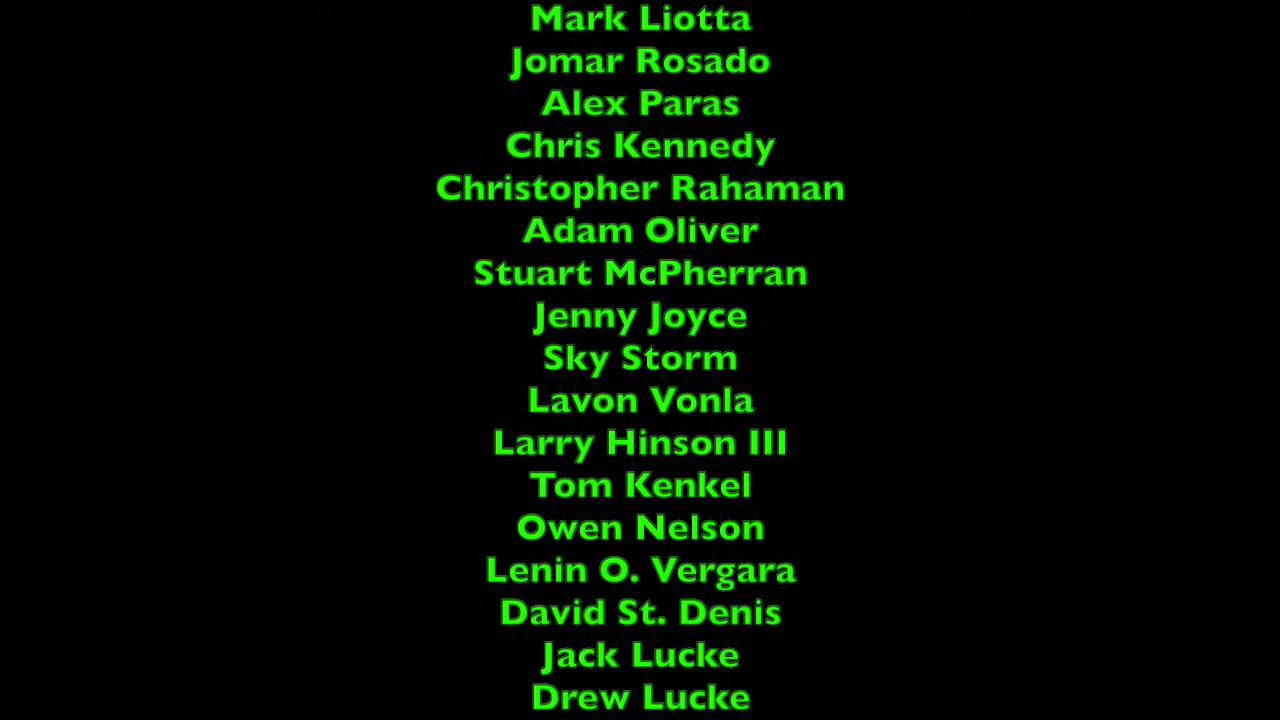 Mark Liotta
Jomar Rosado
Alex Paras
Chris Kennedy
Christopher Rahaman
Adam Oliver
Stuart McPherran
Jenny Joyce
Sky Storm
Lavon Vonla
Larry Hinson III
Tom Kenkel
Owen Nelson
Lenin O. Vergara
David St. Denis
Jack Lucke
Drew Lucke